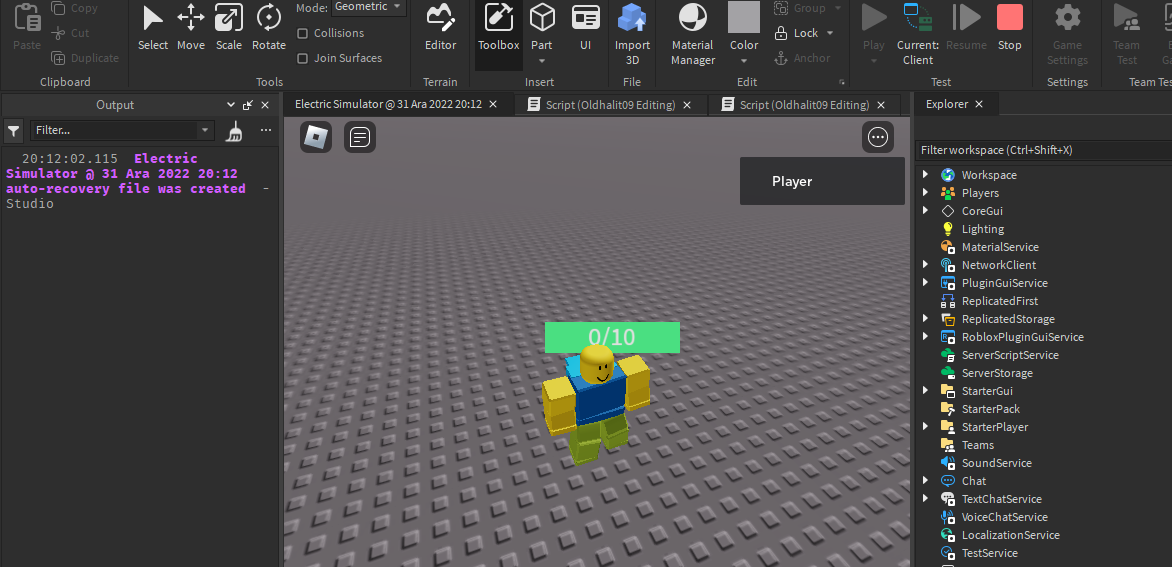 Paste
Copy
Cut
Duplicate
Clipboard
Select
Move
Scale
Rotate
Mode:
Geometric
Collisions
Join Surfaces
Tools
Editor
Terrain
Toolbox
Part
UI
Insert
Import
3D
File
Material
Manager
Color
Group
Lock
Anchor
Edit
Play
Current:
Client
Resume
Stop
Test
Game
Settings
Settings
Team
Test
Team Test
Output
Filter...
20:12:02.115 Electric
Simulator @ 31 Ara 2022 20:12
auto-recovery file was created -
Studio
Electric Simulator @ 31 Ara 2022 20:12
Script (Oldhalit09 Editing)
Script (Oldhalit09 Editing)
Player
0/10
Explorer
Filter workspace (Ctrl+Shift+X)
Workspace
Players
CoreGui
Lighting
MaterialService
NetworkClient
PluginGuiService
ReplicatedFirst
ReplicatedStorage
RobloxPluginGuiService
ServerScriptService
ServerStorage
StarterGui
StarterPack
StarterPlayer
Teams
SoundService
Chat
TextChatService
VoiceChatService
LocalizationService
TestService